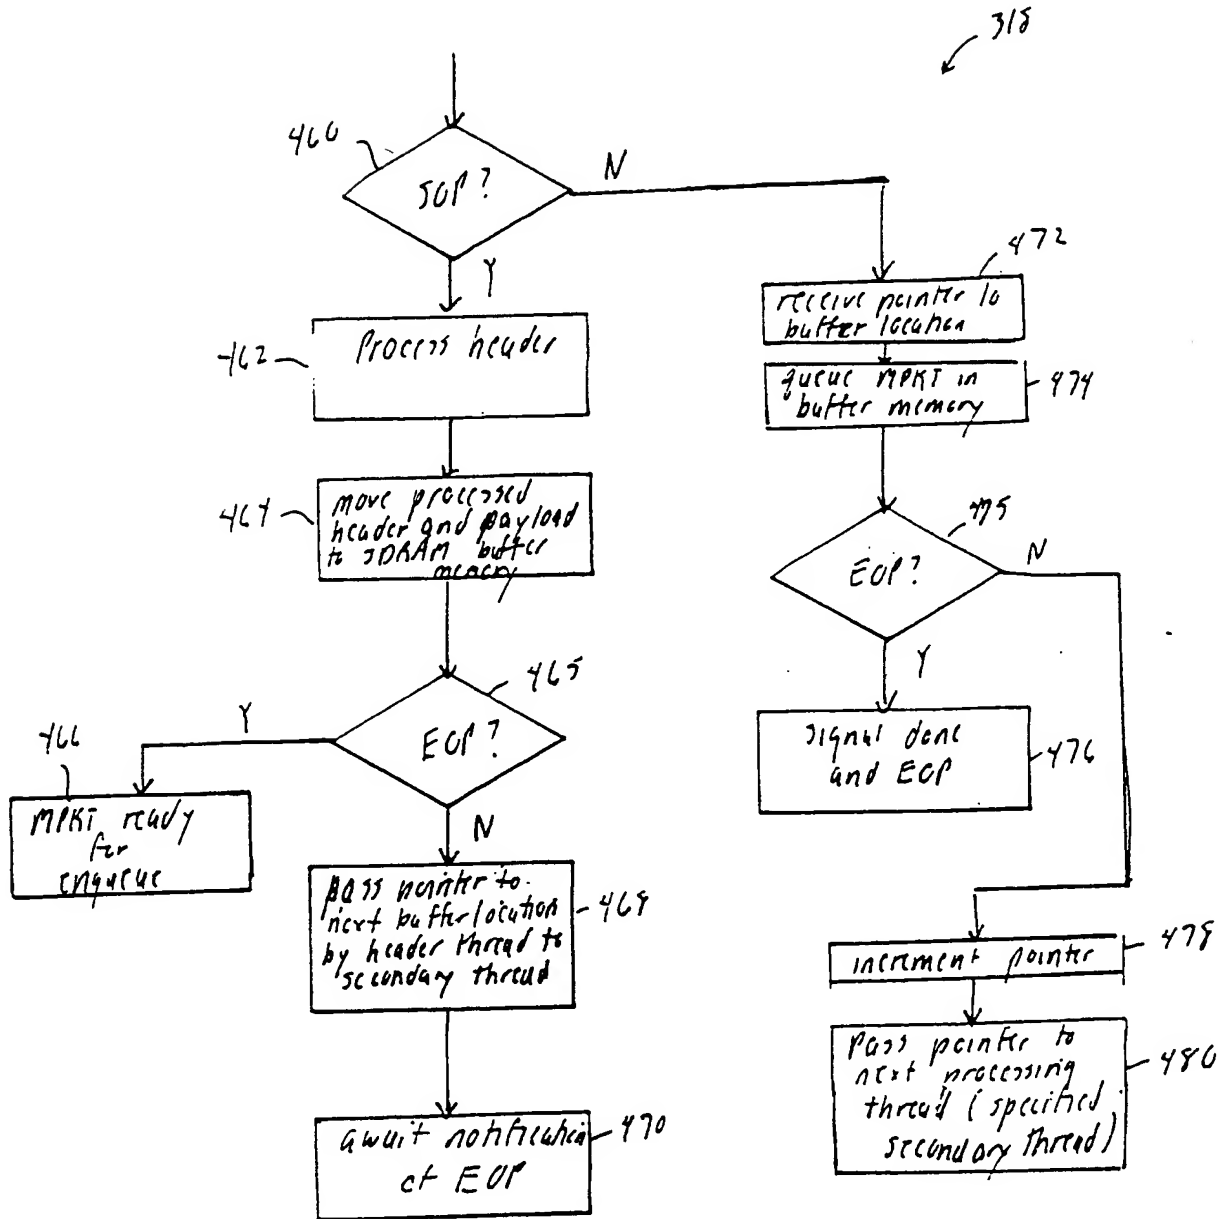 318
460
SOP?
N
Y
462
Process header
464
move processed
header and payload
to SDRAM buffer
memory
465
EOP?
Y
466
MPKT ready
for
enqueue
N
pass pointer to
next buffer location
by header thread to
secondary thread
468
await notification
of EOP
470
472
receive pointer to
buffer location
queue MPKT in
buffer memory
474
475
EOP?
N
Y
signal done
and EOP
476
increment pointer
478
Pass pointer to
next processing
thread (specified
secondary thread)
480